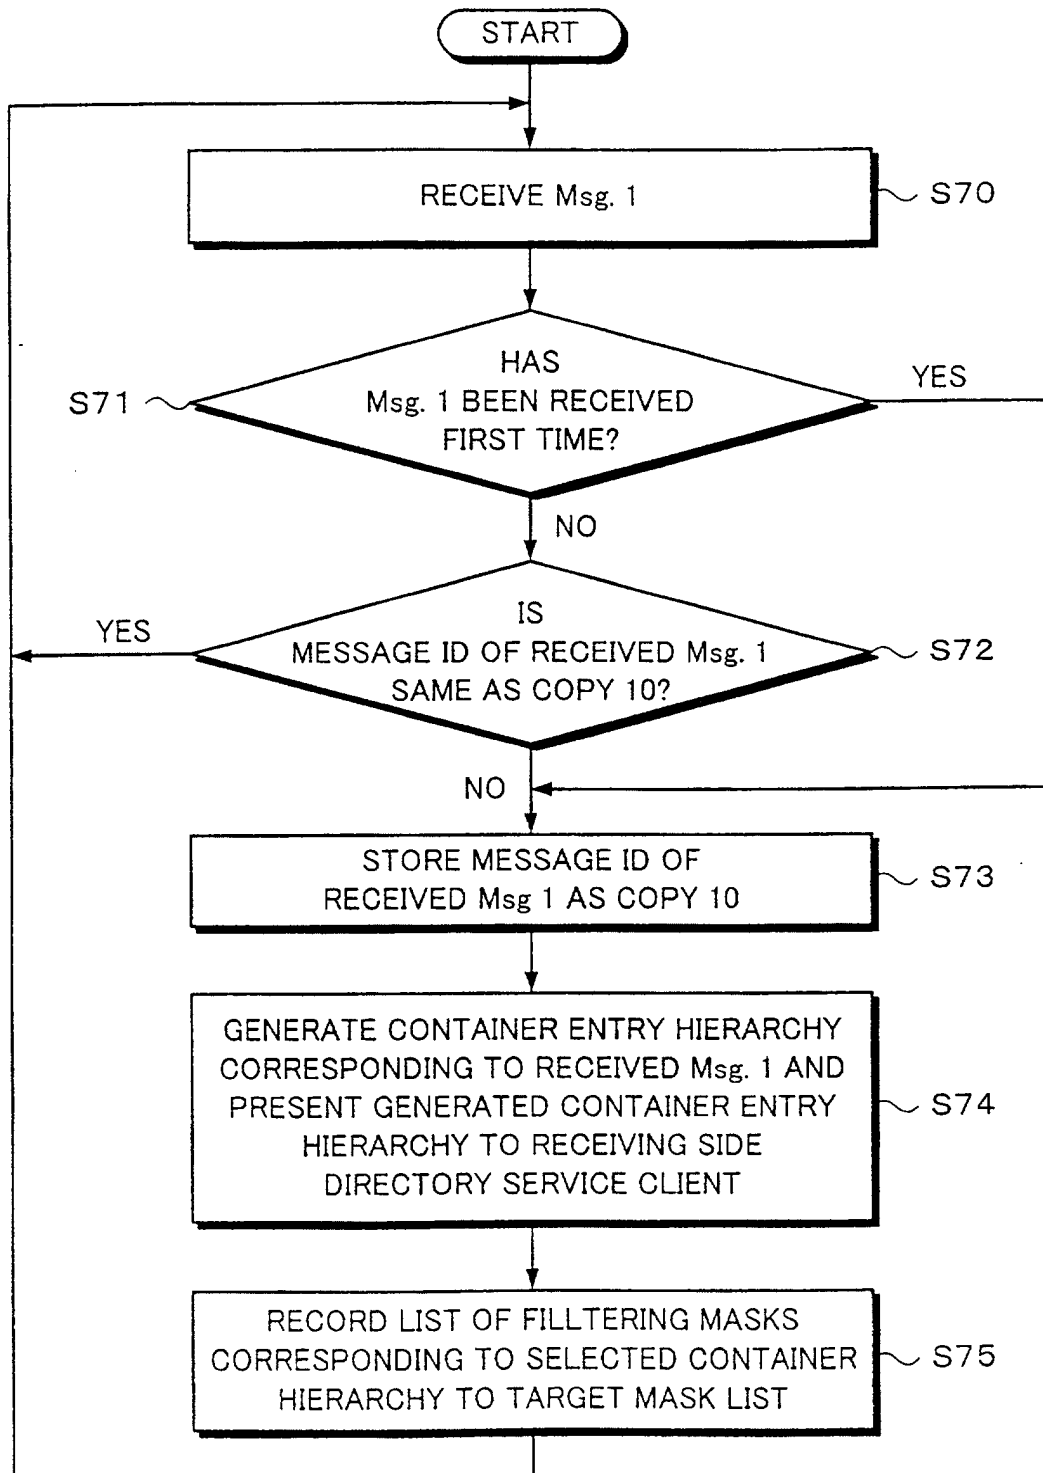 START
RECEIVE Msg. 1
S70
HAS
Msg. 1 BEEN RECEIVED
FIRST TIME?
YES
S71
NO
IS
MESSAGE ID OF RECEIVED Msg. 1
SAME AS COPY 10?
YES
S72
NO
STORE MESSAGE ID OF
RECEIVED Msg 1 AS COPY 10
S73
GENERATE CONTAINER ENTRY HIERARCHY
CORRESPONDING TO RECEIVED Msg. 1 AND
PRESENT GENERATED CONTAINER ENTRY
HIERARCHY TO RECEIVING SIDE
DIRECTORY SERVICE CLIENT
S74
RECORD LIST OF FILLTERING MASKS
CORRESPONDING TO SELECTED CONTAINER
HIERARCHY TO TARGET MASK LIST
S75